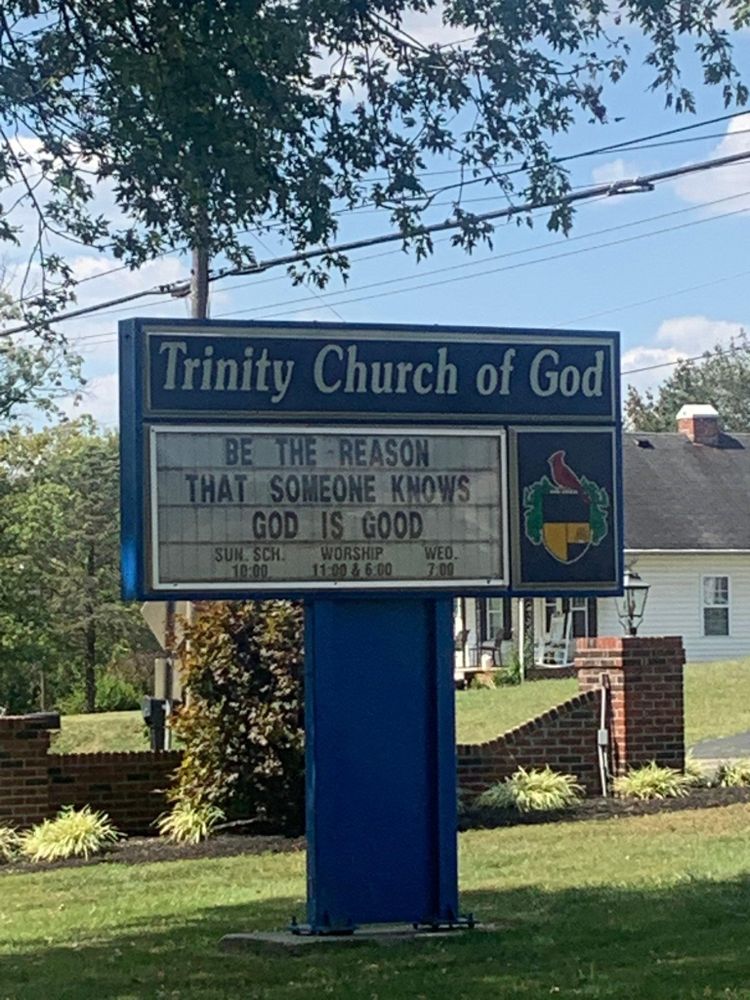 Trinity Church of God
BE THE REASON
THAT SOMEONE KNOWS
GOD IS GOOD
SUN. SCH. WORSHIP WED.
10:00 11:00 & 6:00 7:00